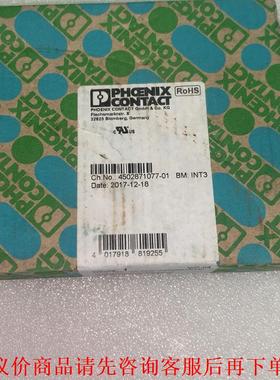 PHOENIX
CONTACT
RoHS
PHOENIX CONTACT GmbH & Co. KG
Flachsmarktstr. 8
32825 Blomberg, Germany
Ch.No.: 4502871077-01 BM: INT3
Date: 2017-12-18
4 017918 819255
议价商品请先咨询客服后再下单